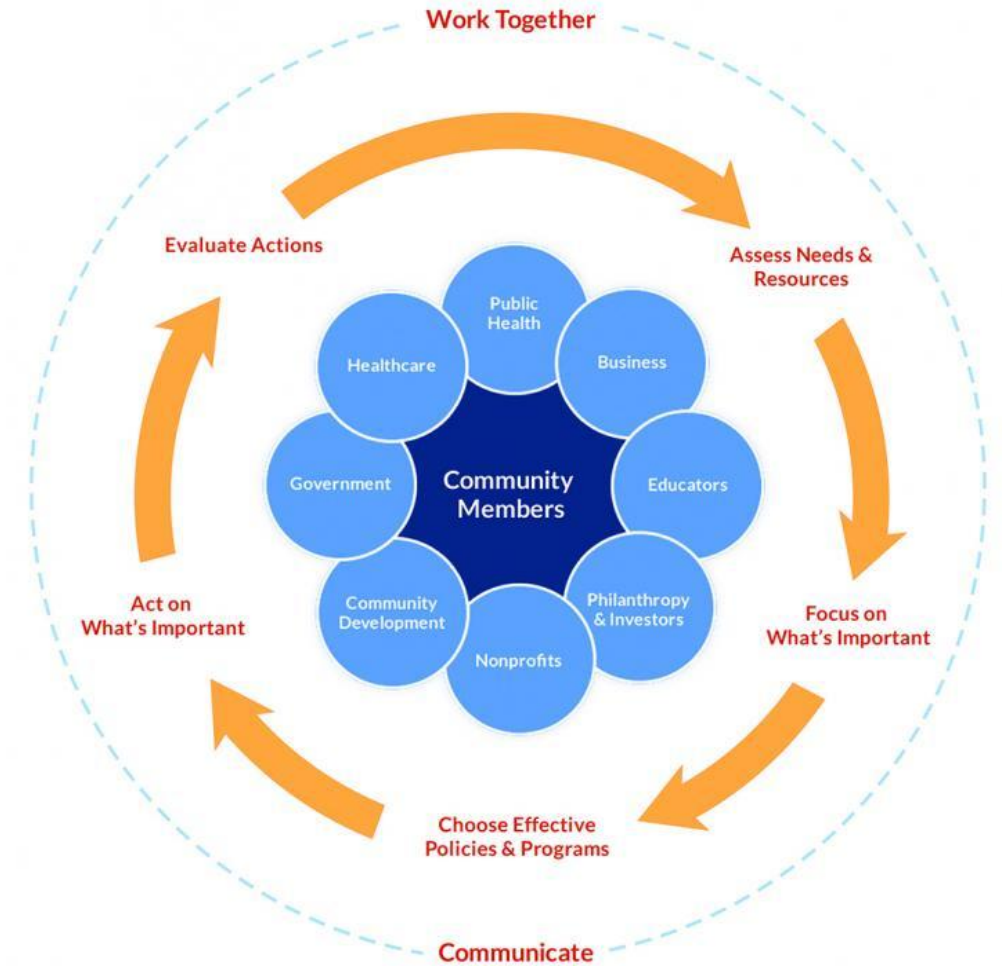 Work Together
Evaluate Actions
Assess Needs &
Resources
Public
Health
Healthcare
Business
Government
Community
Members
Educators
Act on
What's Important
Community
Development
Philanthropy
& Investors
Focus on
What's Important
Nonprofits
Choose Effective
Policies & Programs
Communicate